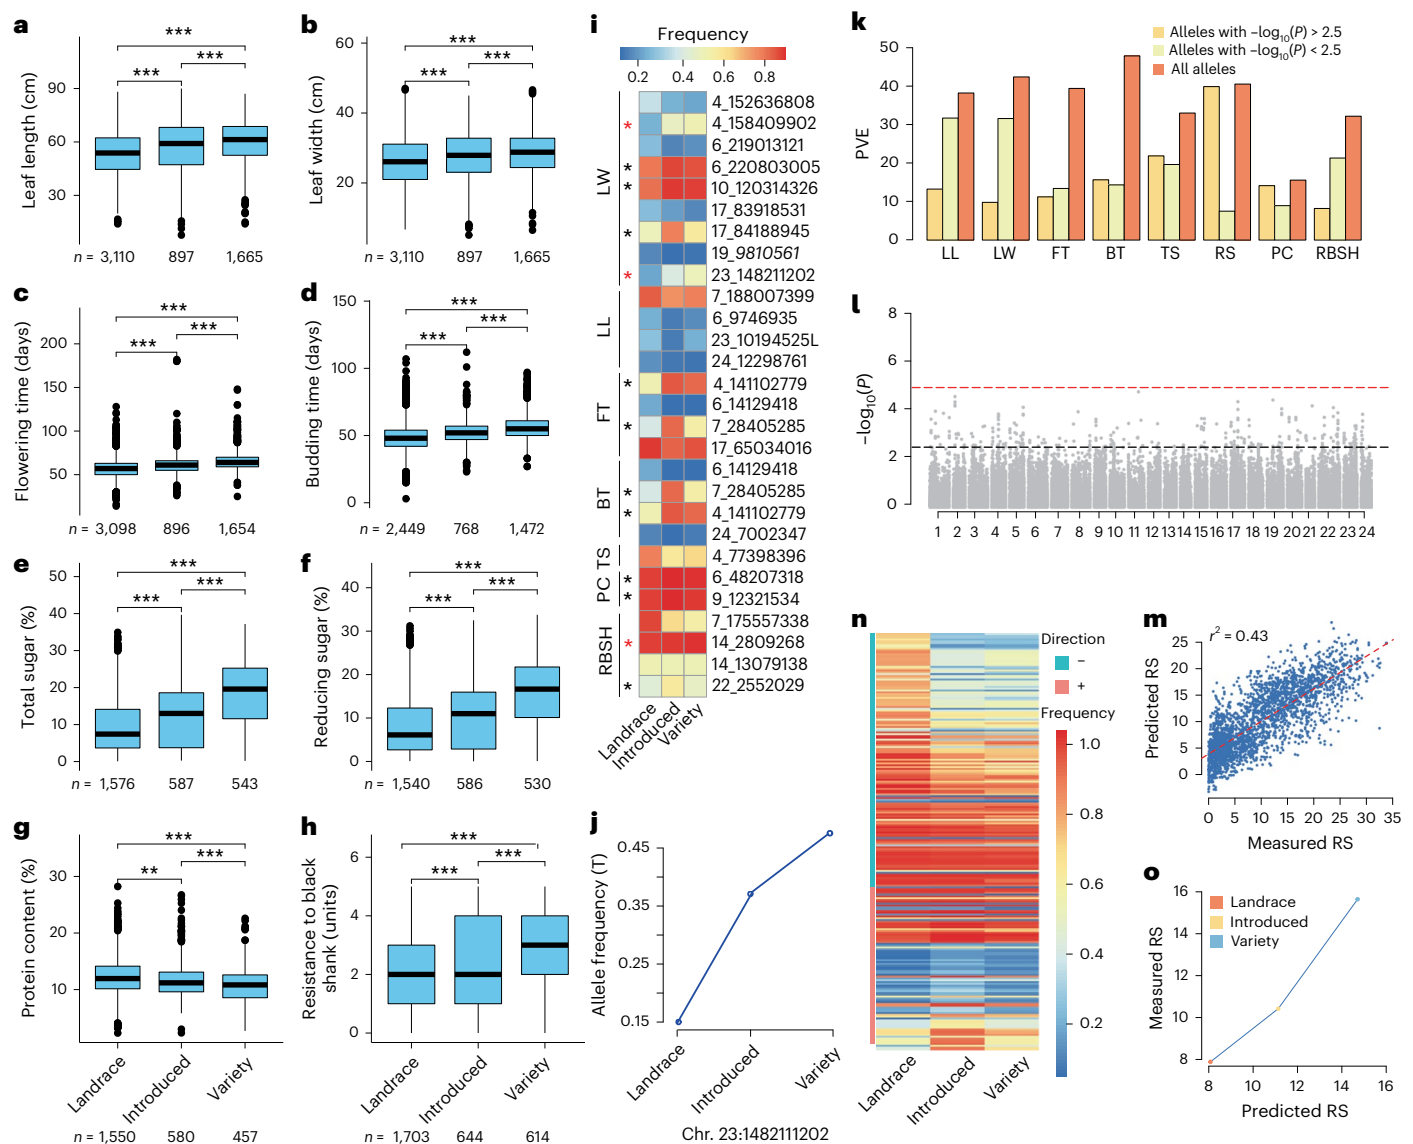 a
***
***
***
Leaf length (cm)
90
60
30
n = 3,110 897 1,665
b
***
***
***
Leaf width (cm)
60
40
20
n = 3,110 897 1,665
c
***
***
***
Flowering time (days)
200
150
100
50
n = 3,098 896 1,654
d
***
***
***
Budding time (days)
150
100
50
0
n = 2,449 768 1,472
e
***
***
***
Total sugar (%)
50
40
30
20
10
0
n = 1,576 587 543
f
***
***
***
Reducing sugar (%)
40
30
20
10
0
n = 1,540 586 530
g
***
***
**
Protein content (%)
30
20
10
Landrace
Introduced
Variety
n = 1,550 580 457
h
***
***
***
Resistance to black
shank (units)
6
4
2
0
Landrace
Introduced
Variety
n = 1,703 644 614
i
Frequency
0.2 0.4 0.6 0.8
LW
4_152636808
* 4_158409902
6_219013121
* 6_220803005
* 10_120314326
17_83918531
* 17_84188945
19_9810561
* 23_148211202
LL
7_188007399
6_9746935
23_10194525L
24_12298761
FT
* 4_141102779
6_14129418
* 7_28405285
17_65034016
BT
6_14129418
* 7_28405285
* 4_141102779
24_7002347
TS
4_77398396
PC
* 6_48207318
* 9_12321534
RBSH
7_175557338
* 14_2809268
14_13079138
* 22_2552029
Landrace
Introduced
Variety
j
Allele frequency (T)
0.45
0.35
0.25
0.15
Landrace
Introduced
Variety
Chr. 23:1482111202
k
Alleles with −log10(P) > 2.5
Alleles with −log10(P) < 2.5
All alleles
PVE
50
40
30
20
10
0
LL LW FT BT TS RS PC RBSH
l
−log10(P)
8
6
4
2
0
1 2 3 4 5 6 7 8 9 10 11 12 13 14 15 16 17 18 19 20 21 22 23 24
n
Direction
−
+
Frequency
1.0
0.8
0.6
0.4
0.2
Landrace
Introduced
Variety
m
r2 = 0.43
Predicted RS
25
20
15
10
5
0
0 5 10 15 20 25 30 35
Measured RS
o
Landrace
Introduced
Variety
Measured RS
16
14
12
10
8
8 10 12 14 16
Predicted RS